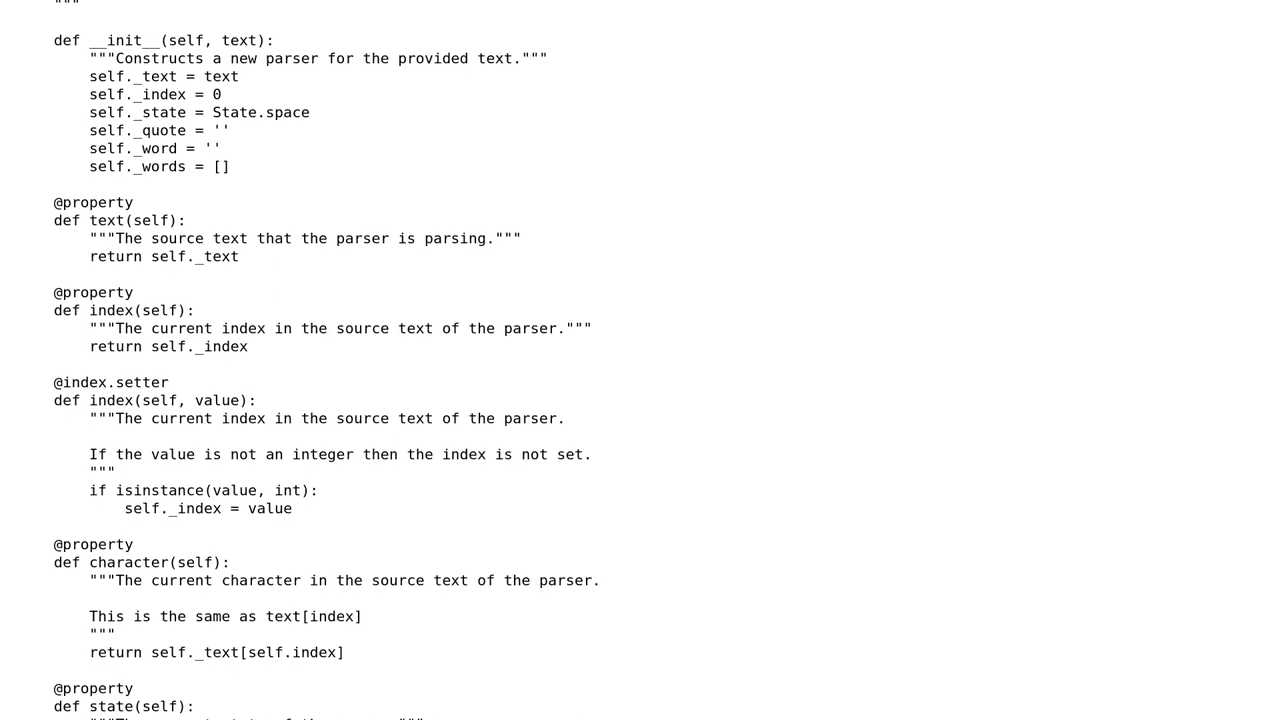 """
def __init__(self, text):
"""Constructs a new parser for the provided text."""
self._text = text
self._index = 0
self._state = State.space
self._quote = ''
self._word = ''
self._words = []
@property
def text(self):
"""The source text that the parser is parsing."""
return self._text
@property
def index(self):
"""The current index in the source text of the parser."""
return self._index
@index.setter
def index(self, value):
"""The current index in the source text of the parser.
If the value is not an integer then the index is not set.
"""
if isinstance(value, int):
self._index = value
@property
def character(self):
"""The current character in the source text of the parser.
This is the same as text[index]
"""
return self._text[self.index]
@property
def state(self):